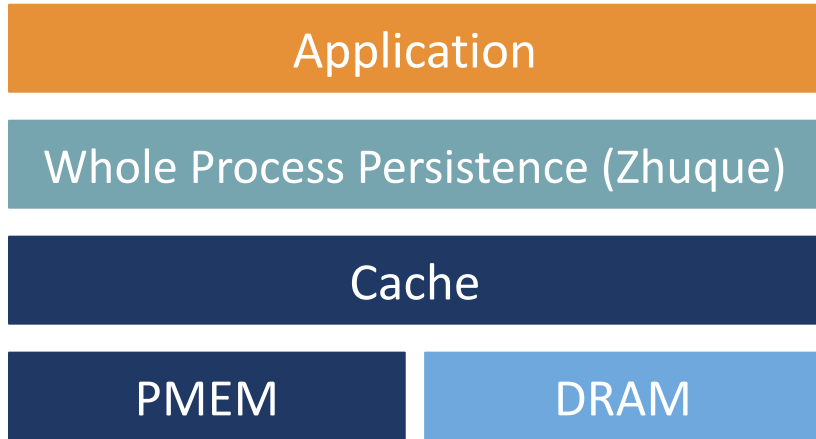 Application
Whole Process Persistence (Zhuque)
Cache
PMEM
DRAM